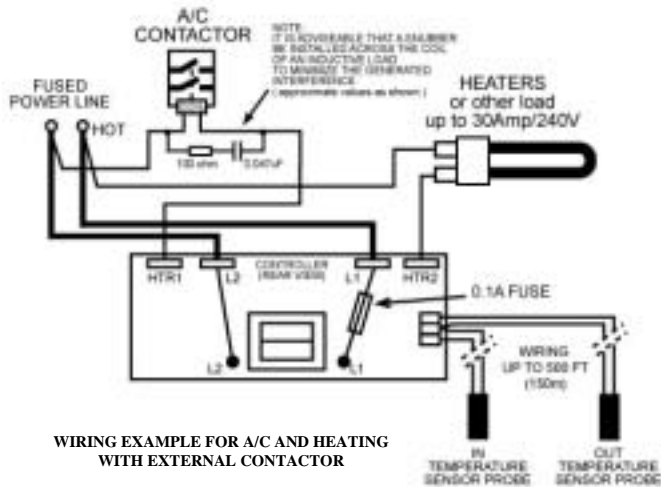 A/C
CONTACTOR
NOTE:
IT IS ADVISEABLE THAT A SNUBBER
BE INSTALLED ACROSS THE COIL
OF AN INDUCTIVE LOAD
TO MINIMIZE THE GENERATED
INTERFERENCE
( approximate values as shown )
FUSED
POWER LINE
HOT
HEATERS
or other load
up to 30Amp/240V
100 ohm
0.047uF
HTR1
L2
CONTROLLER
(REAR VIEW)
L1
HTR2
0.1A FUSE
L2
L1
WIRING
UP TO 500 FT
(150m)
IN
TEMPERATURE
SENSOR PROBE
OUT
TEMPERATURE
SENSOR PROBE
WIRING EXAMPLE FOR A/C AND HEATING
WITH EXTERNAL CONTACTOR